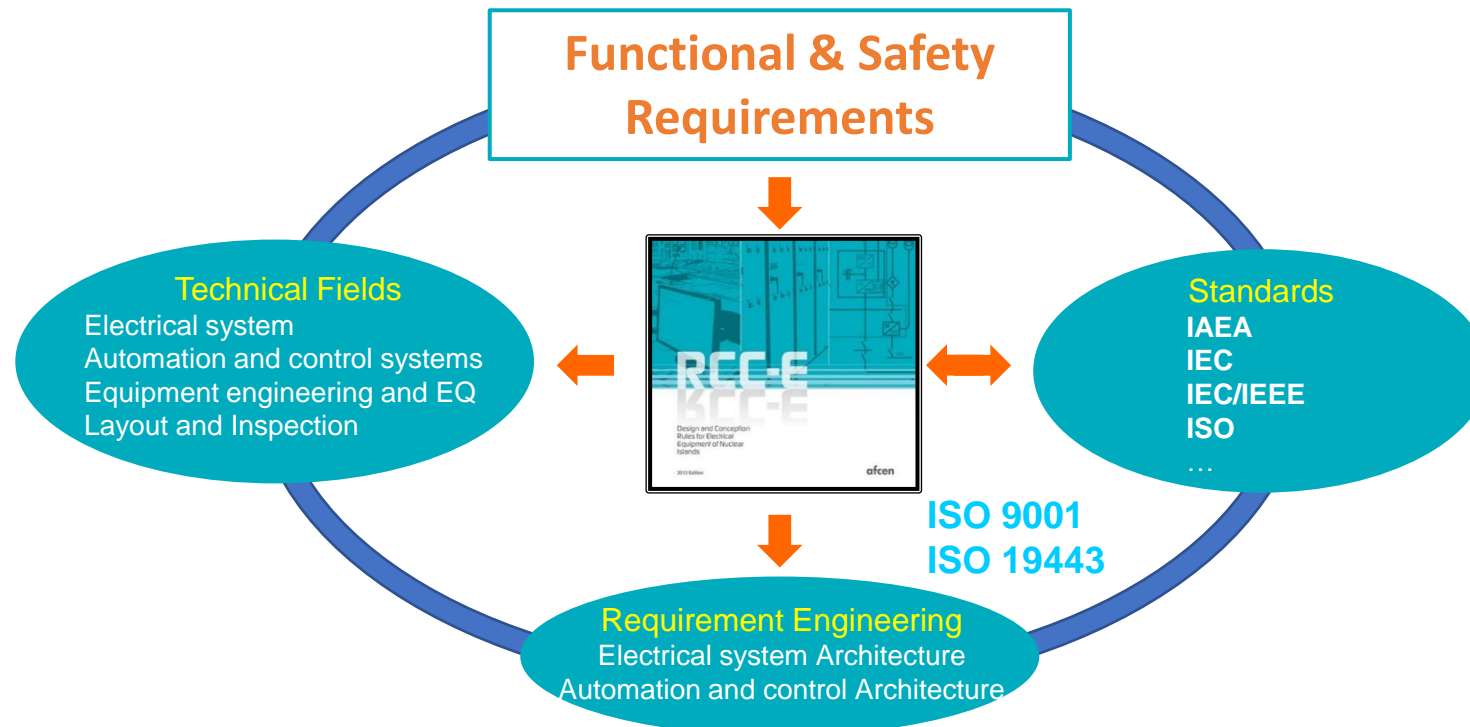 Functional & Safety
Requirements
Technical Fields
Electrical system
Automation and control systems
Equipment engineering and EQ
Layout and Inspection
RCC-E
Design and Conception
Rules for Electrical
Equipment of Nuclear
Islands
2012 Edition
afcen
Standards
IAEA
IEC
IEC/IEEE
ISO
…
ISO 9001
ISO 19443
Requirement Engineering
Electrical system Architecture
Automation and control Architecture